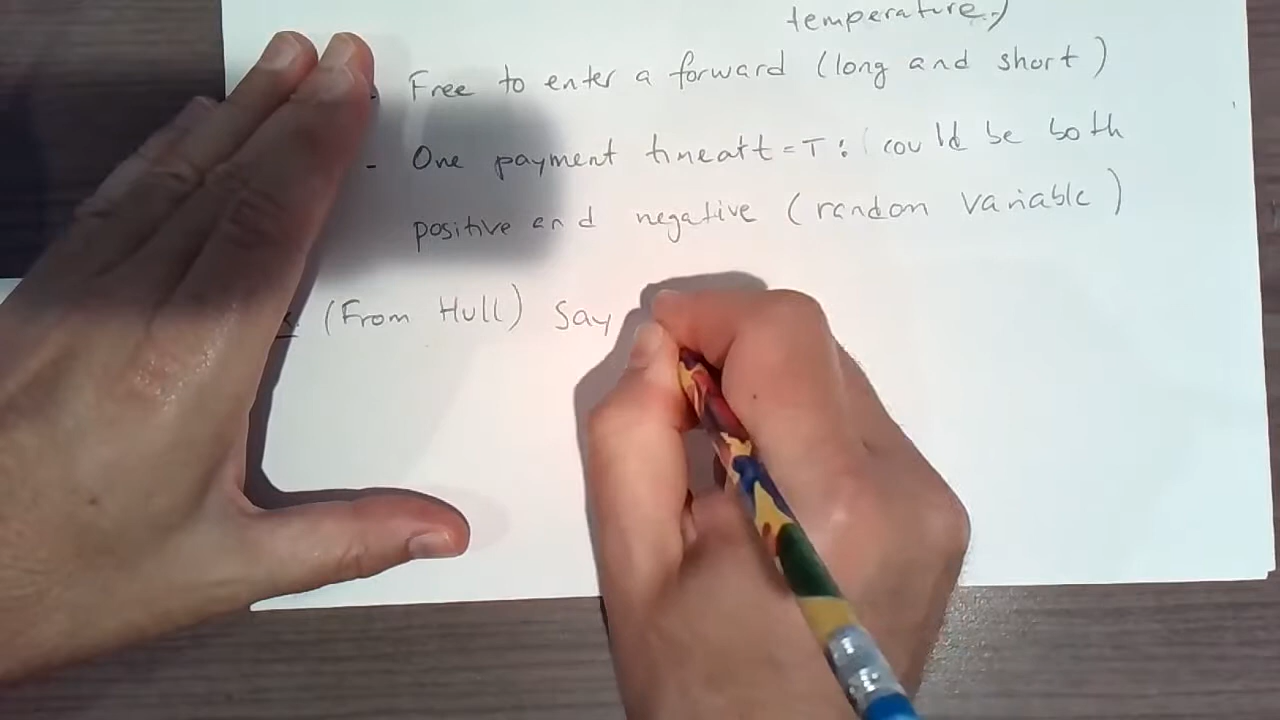 temperature)
- Free to enter a forward (long and short)
- One payment time at t = T: could be both
positive and negative (random variable)
(From Hull) Say